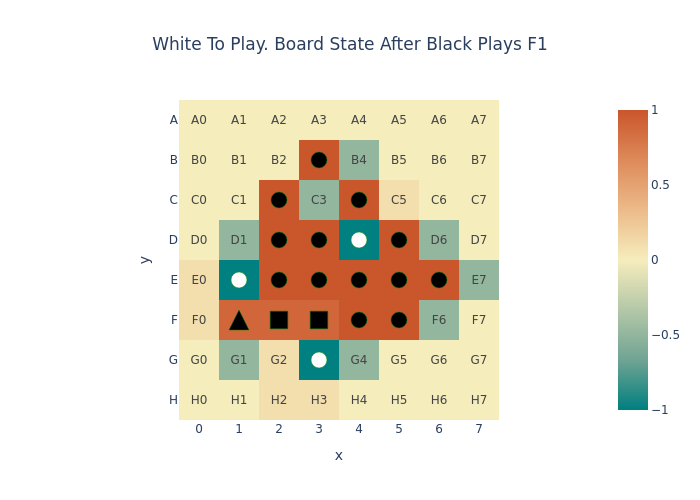 White To Play. Board State After Black Plays F1
A A0 A1 A2 A3 A4 A5 A6 A7 1
B B0 B1 B2 B4 B5 B6 B7
C C0 C1 C3 C5 C6 C7 0.5
D D0 D1 D6 D7
y 0
E E0 E7
F F0 F6 F7 −0.5
G G0 G1 G2 G4 G5 G6 G7
H H0 H1 H2 H3 H4 H5 H6 H7 −1
0 1 2 3 4 5 6 7
x